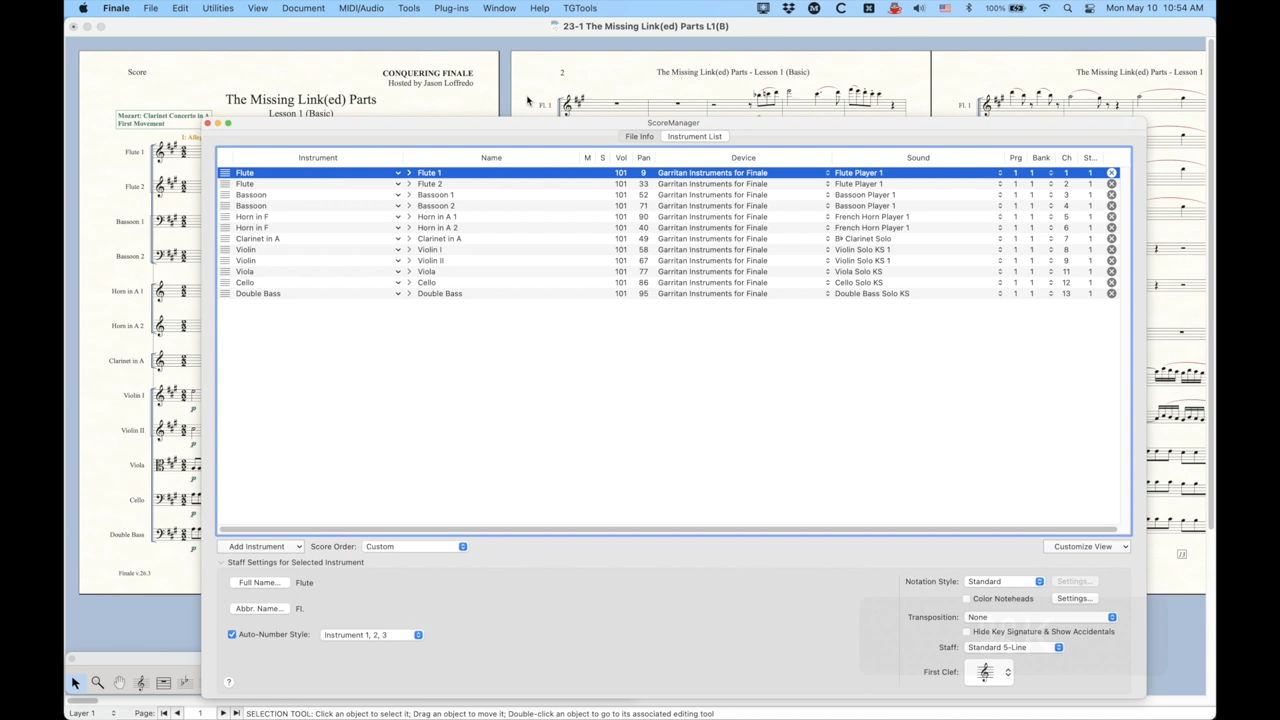 Finale File Edit Utilities View Document MIDI/Audio Tools Plug-ins Window Help TGTools 100% Mon May 10 10:54 AM
23-1 The Missing Link(ed) Parts L1(B)
Score CONQUERING FINALE 2 The Missing Link(ed) Parts - Lesson 1 (Basic) The Missing Link(ed) Parts - Lesson 1
Hosted by Jason Loffredo
The Missing Link(ed) Parts
Lesson 1 (Basic)
Mozart: Clarinet Concerto in A
First Movement
Fl. 1 Fl. 1
ScoreManager
File Info Instrument List
Instrument Name M S Vol Pan Device Sound Prg Bank Ch St...
Flute Flute 1 101 9 Garritan Instruments for Finale Flute Player 1 1 1 1 1
Flute Flute 2 101 33 Garritan Instruments for Finale Flute Player 1 1 1 2 1
Bassoon Bassoon 1 101 52 Garritan Instruments for Finale Bassoon Player 1 1 1 3 1
Bassoon Bassoon 2 101 71 Garritan Instruments for Finale Bassoon Player 1 1 1 4 1
Horn in F Horn in A 1 101 90 Garritan Instruments for Finale French Horn Player 1 1 1 5 1
Horn in F Horn in A 2 101 40 Garritan Instruments for Finale French Horn Player 1 1 1 6 1
Clarinet in A Clarinet in A 101 49 Garritan Instruments for Finale B♭ Clarinet Solo 1 1 7 1
Violin Violin I 101 58 Garritan Instruments for Finale Violin Solo KS 1 1 1 8 1
Violin Violin II 101 67 Garritan Instruments for Finale Violin Solo KS 1 1 1 9 1
Viola Viola 101 77 Garritan Instruments for Finale Viola Solo KS 1 1 11 1
Cello Cello 101 86 Garritan Instruments for Finale Cello Solo KS 1 1 12 1
Double Bass Double Bass 101 95 Garritan Instruments for Finale Double Bass Solo KS 1 1 13 1
Flute 1
Flute 2
Bassoon 1
Bassoon 2
Horn in A 1
Horn in A 2
Clarinet in A
Violin I
p
Violin II
p
Viola
p
Cello
p
Double Bass
p
Finale v.26.3
Add Instrument Score Order: Custom Customize View
Staff Settings for Selected Instrument
Full Name... Flute Notation Style: Standard Settings...
Color Noteheads Settings...
Abbr. Name... Fl. Transposition: None
Auto-Number Style: Instrument 1, 2, 3 Hide Key Signature & Show Accidentals
Staff: Standard 5-Line
First Clef:
?
Layer 1 Page: 1 SELECTION TOOL: Click an object to select it; Drag an object to move it; Double-click an object to go to its associated editing tool